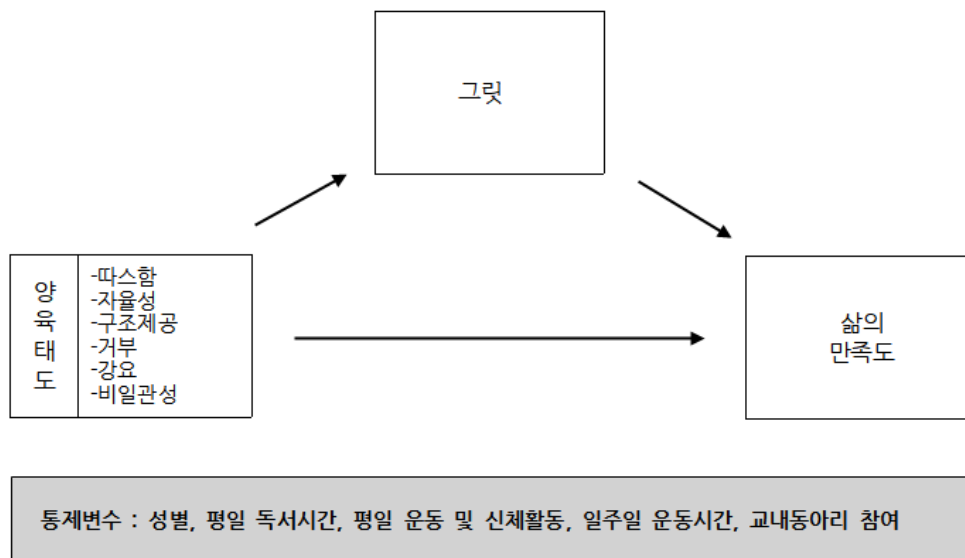 그릿
양육태도
-따스함
-자율성
-구조제공
-거부
-강요
-비일관성
삶의
만족도
통제변수 : 성별, 평일 독서시간, 평일 운동 및 신체활동, 일주일 운동시간, 교내동아리 참여